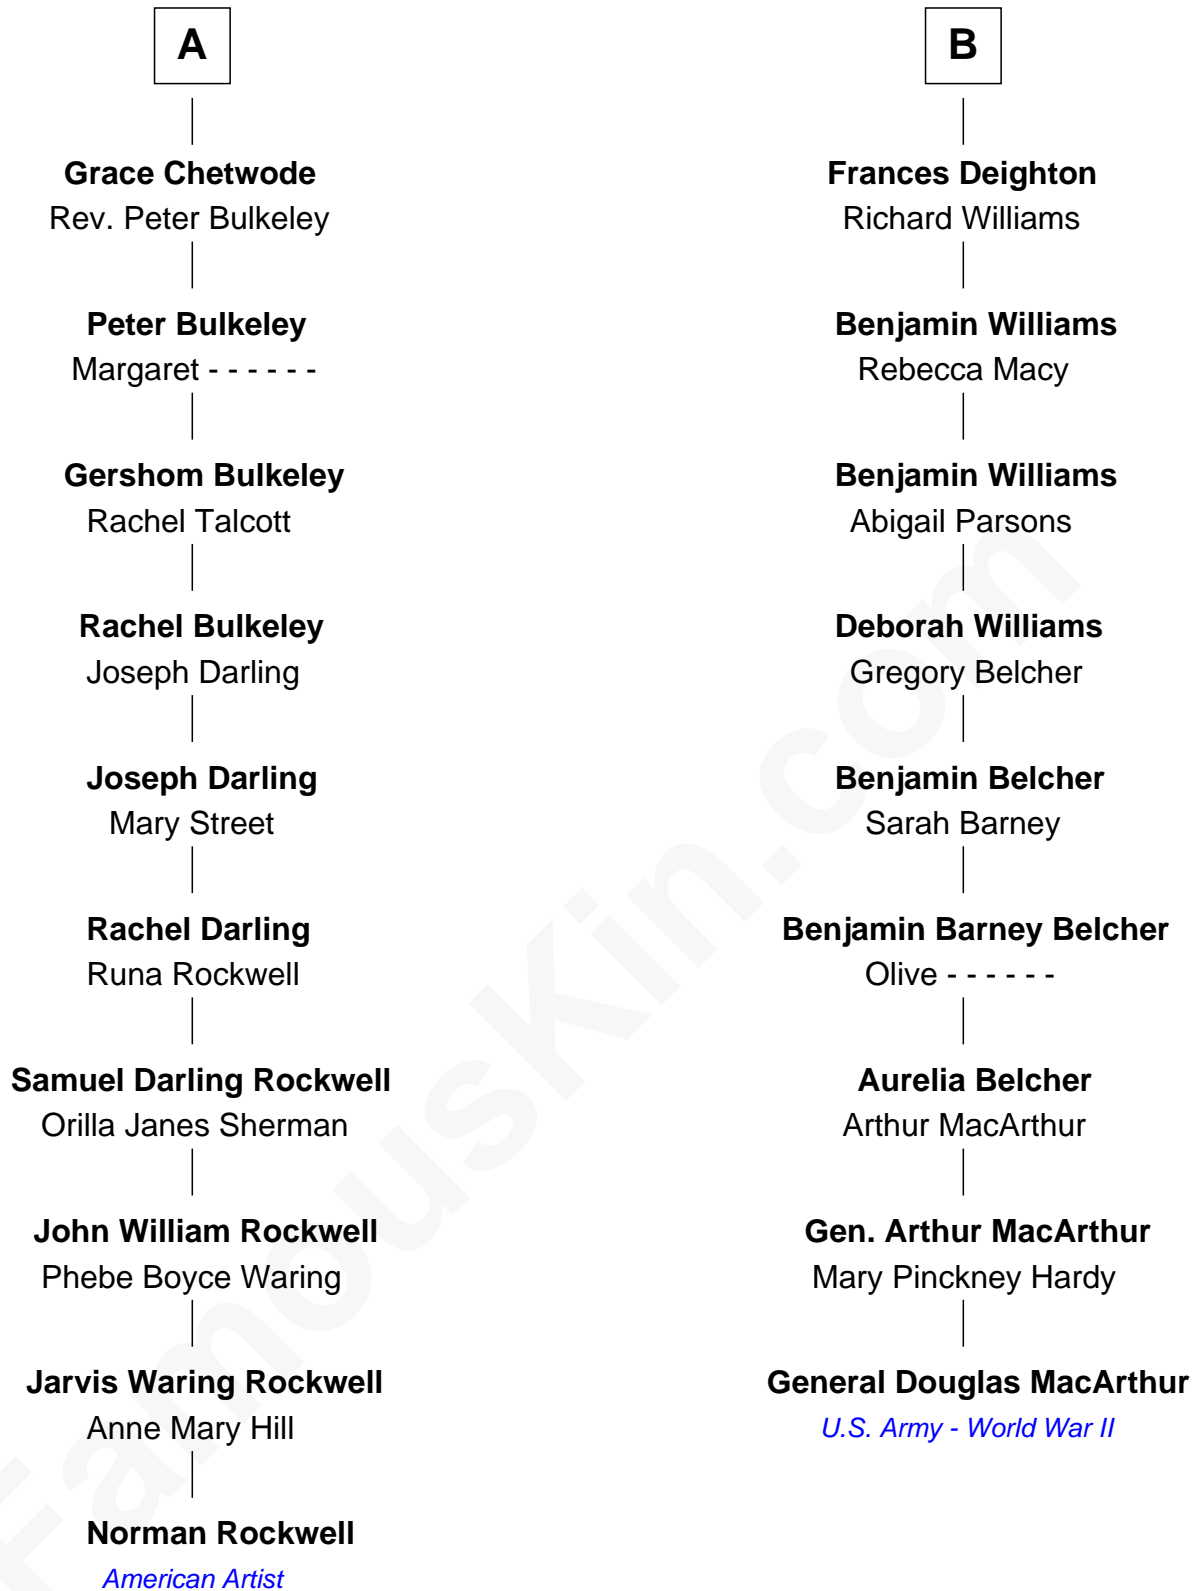 A
Grace Chetwode
Rev. Peter Bulkeley
Peter Bulkeley
Margaret - - - - - -
Gershom Bulkeley
Rachel Talcott
Rachel Bulkeley
Joseph Darling
Joseph Darling
Mary Street
Rachel Darling
Runa Rockwell
Samuel Darling Rockwell
Orilla Janes Sherman
John William Rockwell
Phebe Boyce Waring
Jarvis Waring Rockwell
Anne Mary Hill
Norman Rockwell
American Artist
B
Frances Deighton
Richard Williams
Benjamin Williams
Rebecca Macy
Benjamin Williams
Abigail Parsons
Deborah Williams
Gregory Belcher
Benjamin Belcher
Sarah Barney
Benjamin Barney Belcher
Olive - - - - - -
Aurelia Belcher
Arthur MacArthur
Gen. Arthur MacArthur
Mary Pinckney Hardy
General Douglas MacArthur
U.S. Army - World War II
FamousKin.com